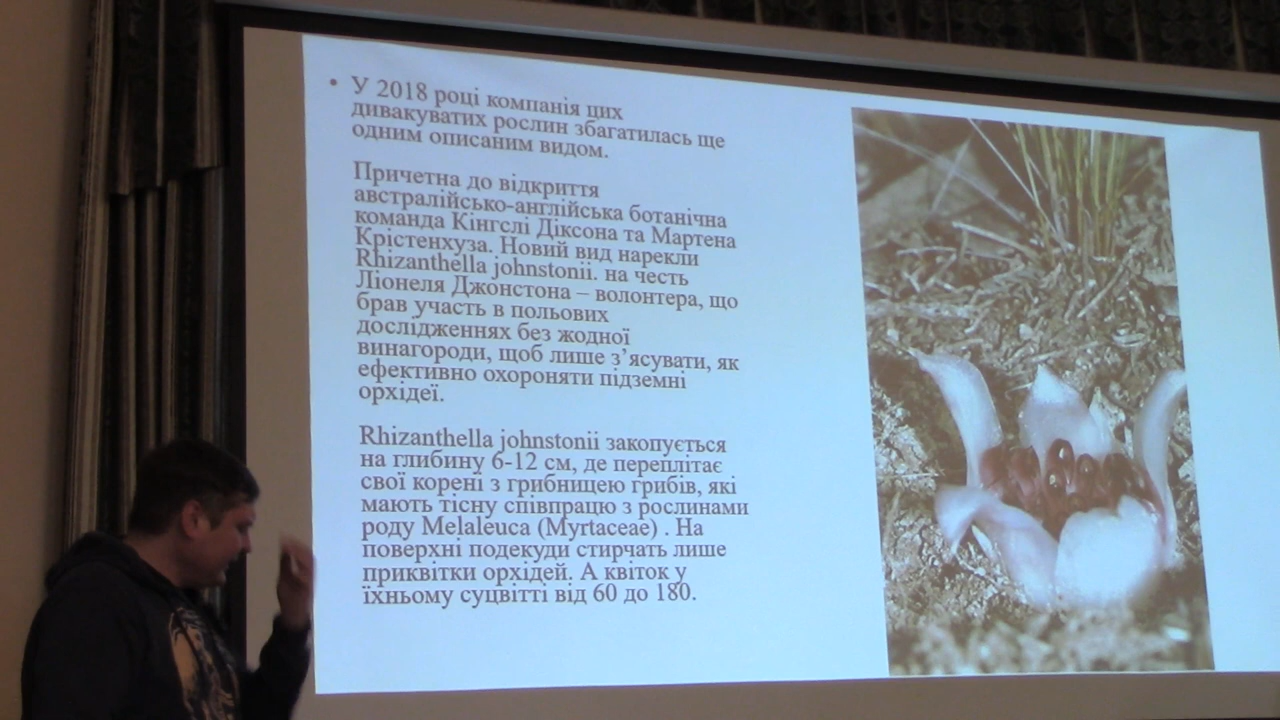 • У 2018 році компанія цих
дивакуватих рослин збагатилась ще
одним описаним видом.
Причетна до відкриття
австралійсько-англійська ботанічна
команда Кінгслі Діксона та Мартена
Крістенхуза. Новий вид нарекли
Rhizanthella johnstonii. на честь
Ліонеля Джонстона – волонтера, що
брав участь в польових
дослідженнях без жодної
винагороди, щоб лише з’ясувати, як
ефективно охороняти підземні
орхідеї.
Rhizanthella johnstonii закопується
на глибину 6-12 см, де переплітає
свої корені з грибницею грибів, які
мають тісну співпрацю з рослинами
роду Melaleuca (Myrtaceae) . На
поверхні подекуди стирчать лише
приквітки орхідей. А квіток у
їхньому суцвітті від 60 до 180.